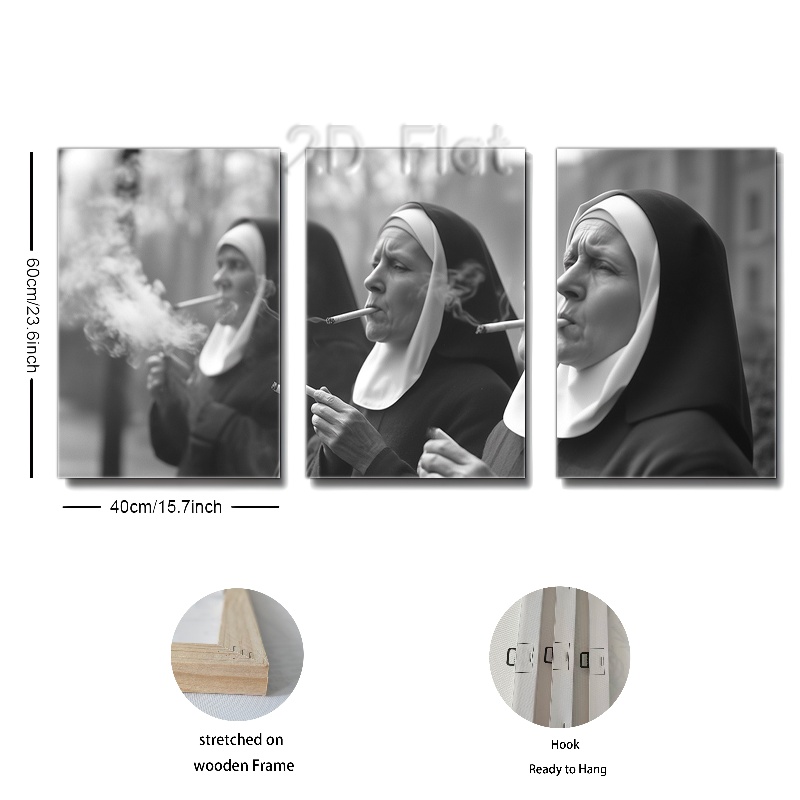 2D Flat
60cm/23.6inch
40cm/15.7inch
stretched on
wooden Frame
Hook
Ready to Hang